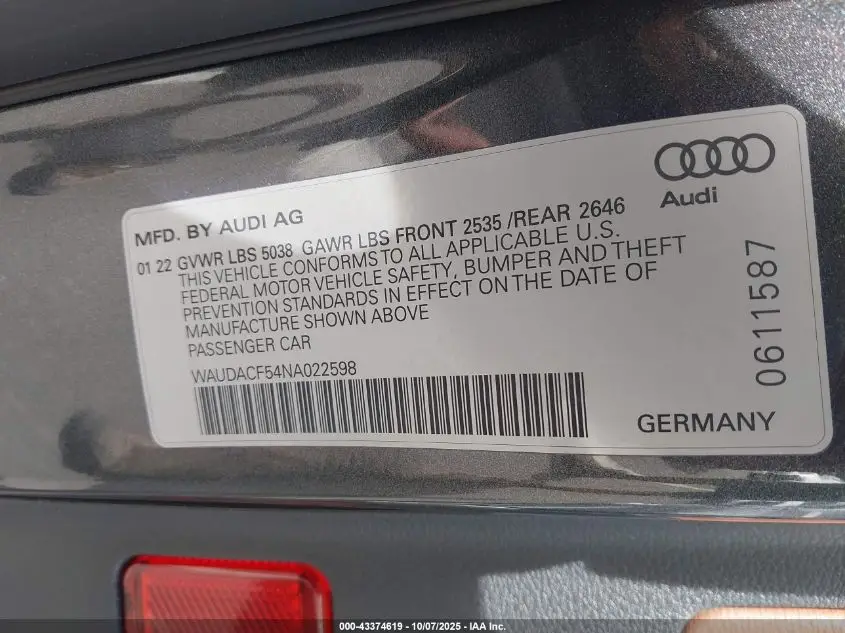 Audi
MFD. BY AUDI AG
01 22 GVWR LBS 5038 GAWR LBS FRONT 2535 /REAR 2646
THIS VEHICLE CONFORMS TO ALL APPLICABLE U.S.
FEDERAL MOTOR VEHICLE SAFETY, BUMPER AND THEFT
PREVENTION STANDARDS IN EFFECT ON THE DATE OF
MANUFACTURE SHOWN ABOVE
PASSENGER CAR
WAUDACF54NA022598
0611587
GERMANY
000-43374619 - 10/07/2025 - IAA Inc.